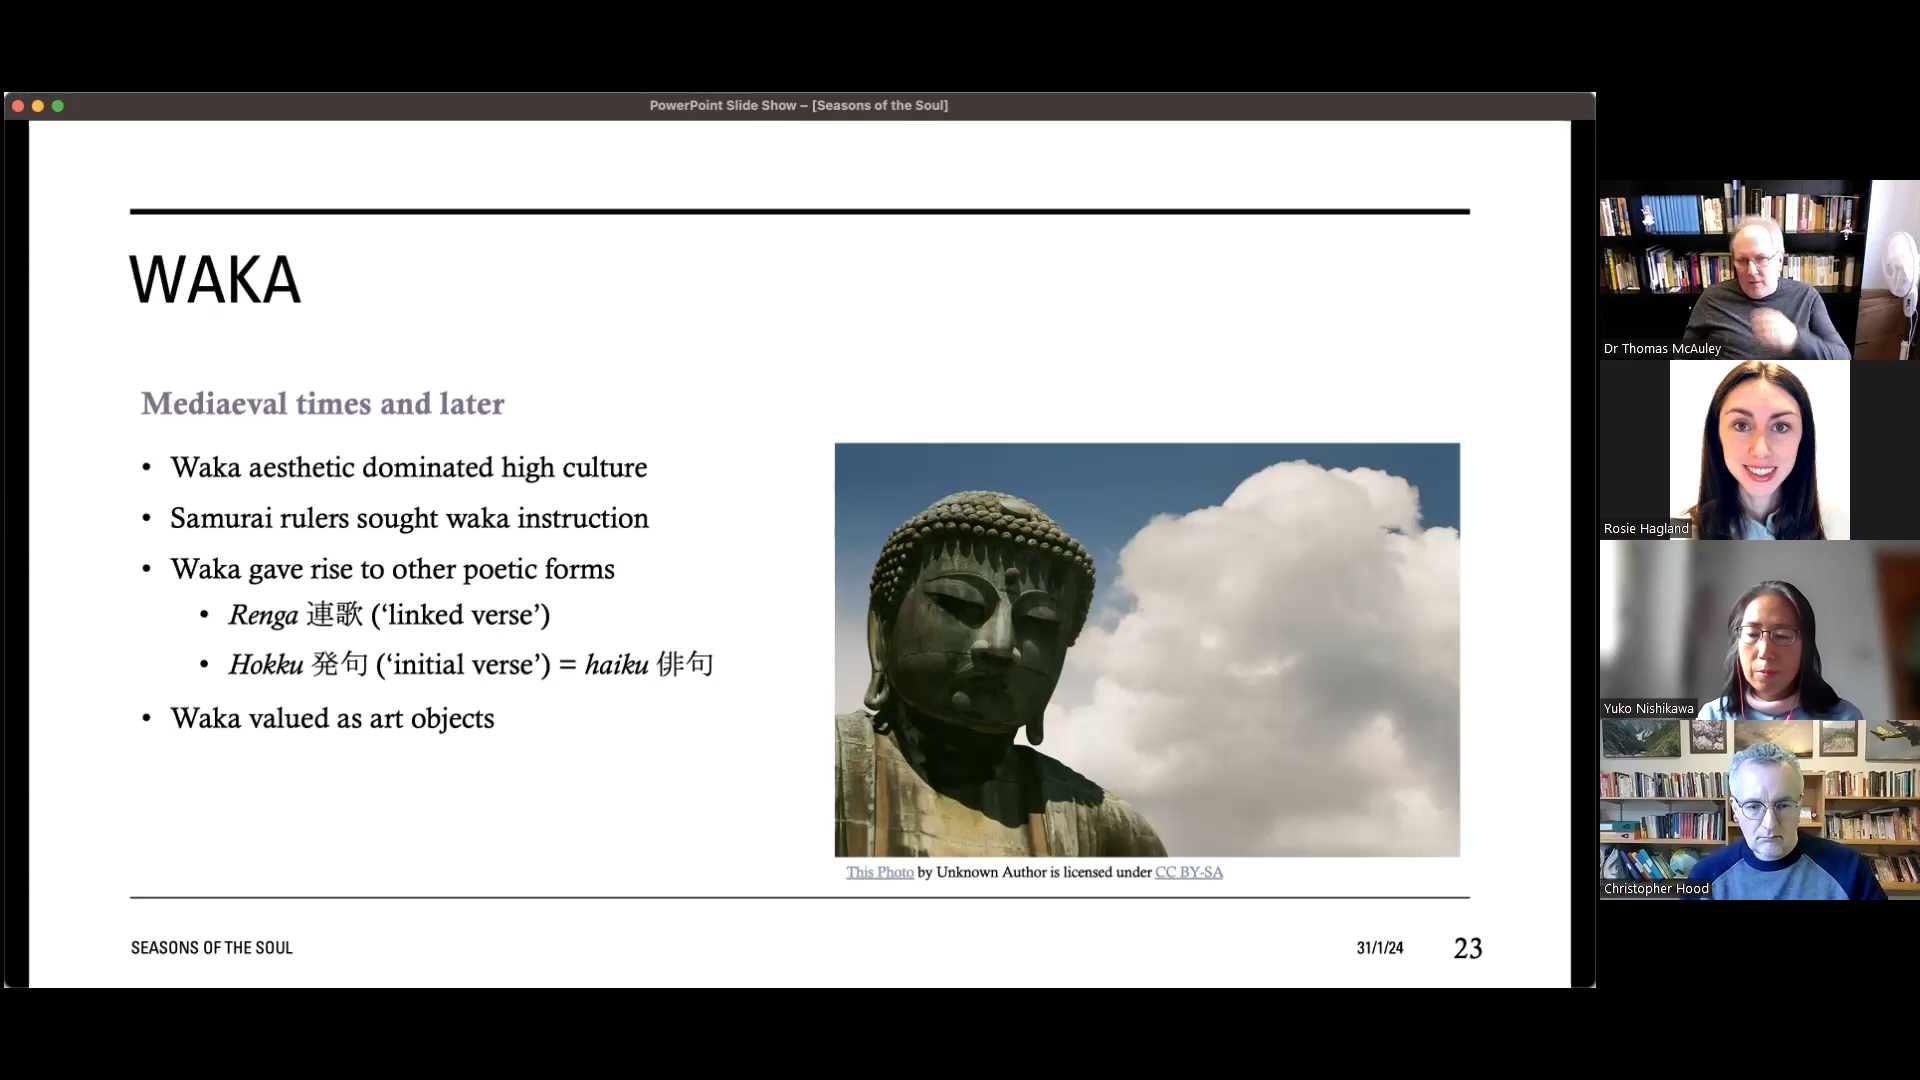 PowerPoint Slide Show – [Seasons of the Soul]
WAKA
Mediaeval times and later
• Waka aesthetic dominated high culture
• Samurai rulers sought waka instruction
• Waka gave rise to other poetic forms
• Renga 連歌 (‘linked verse’)
• Hokku 発句 (‘initial verse’) = haiku 俳句
• Waka valued as art objects
This Photo by Unknown Author is licensed under CC BY-SA
SEASONS OF THE SOUL
31/1/24
23
Dr Thomas McAuley
Rosie Hagland
Yuko Nishikawa
Christopher Hood